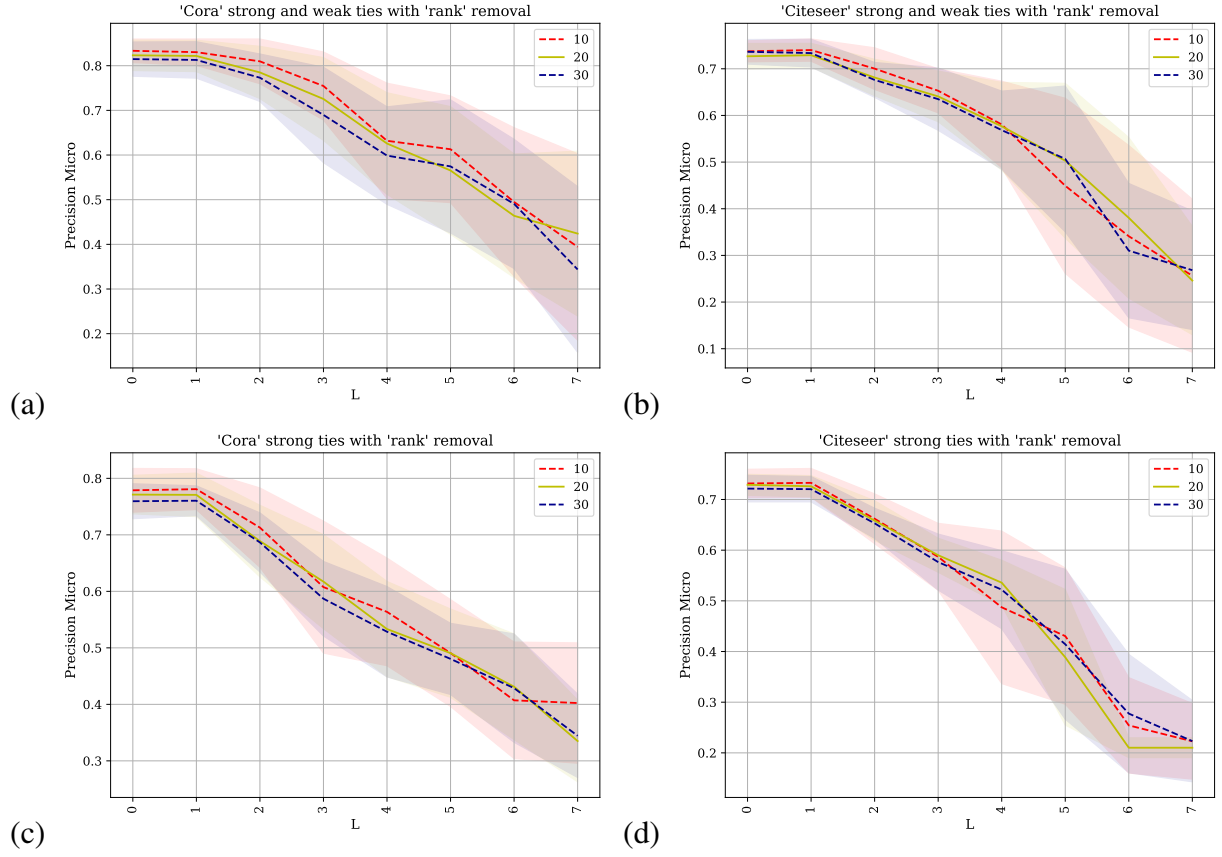 'Cora' strong and weak ties with 'rank' removal
10
20
30
0.8
0.7
0.6
0.5
0.4
0.3
0.2
Precision Micro
0 1 2 3 4 5 6 7
L
(a)
'Citeseer' strong and weak ties with 'rank' removal
10
20
30
0.7
0.6
0.5
0.4
0.3
0.2
0.1
Precision Micro
0 1 2 3 4 5 6 7
L
(b)
'Cora' strong ties with 'rank' removal
10
20
30
0.8
0.7
0.6
0.5
0.4
0.3
Precision Micro
0 1 2 3 4 5 6 7
L
(c)
'Citeseer' strong ties with 'rank' removal
10
20
30
0.7
0.6
0.5
0.4
0.3
0.2
Precision Micro
0 1 2 3 4 5 6 7
L
(d)